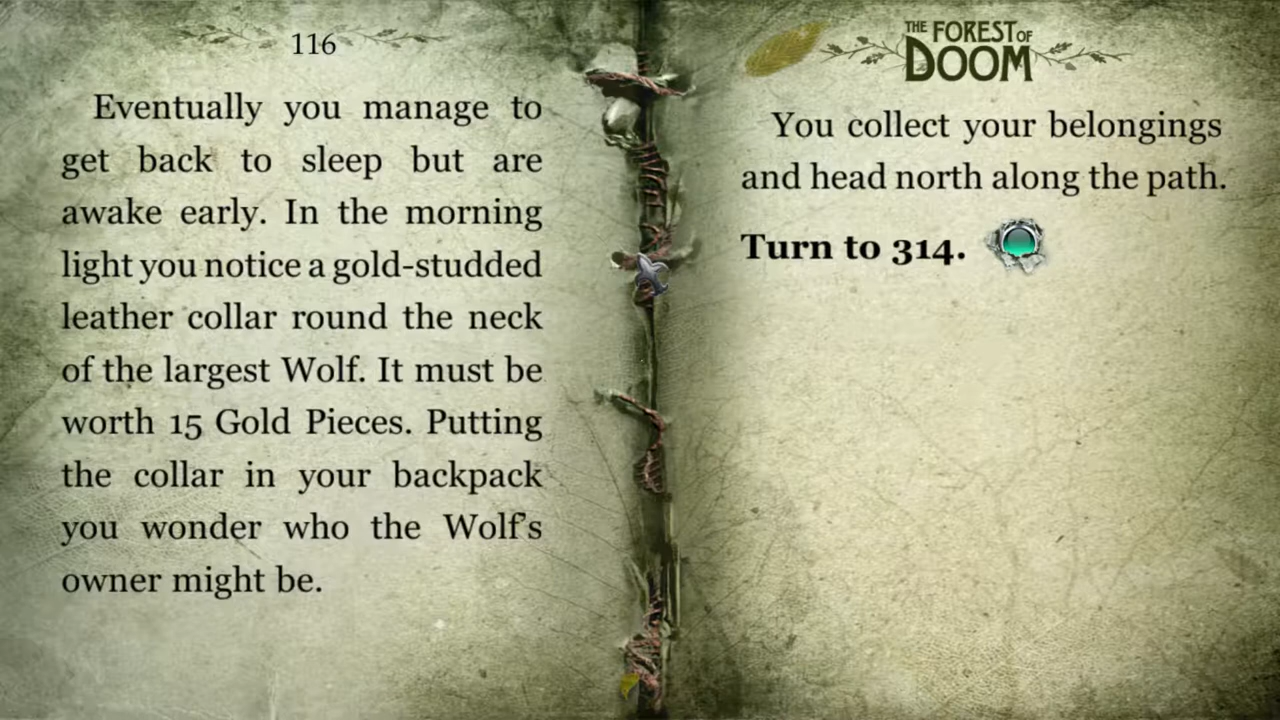 116
Eventually you manage to
get back to sleep but are
awake early. In the morning
light you notice a gold-studded
leather collar round the neck
of the largest Wolf. It must be
worth 15 Gold Pieces. Putting
the collar in your backpack
you wonder who the Wolf's
owner might be.
THE FOREST OF
DOOM
You collect your belongings
and head north along the path.
Turn to 314.